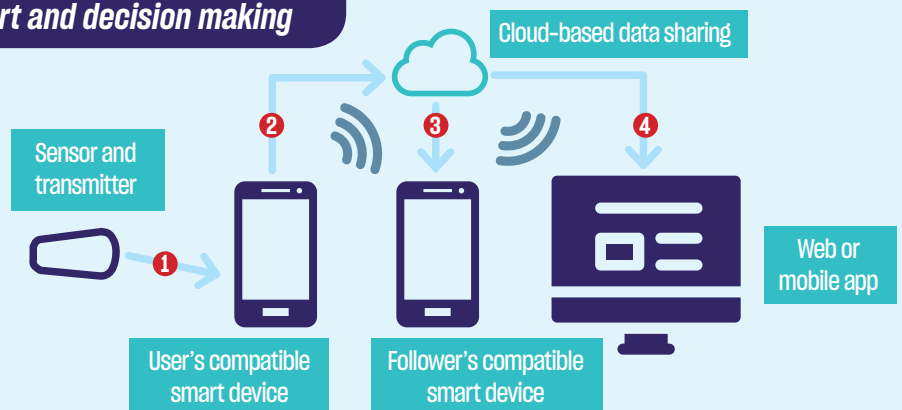 and decision making
Cloud-based data sharing
2
3
4
Sensor and
transmitter
1
Web or
mobile app
User’s compatible
smart device
Follower’s compatible
smart device